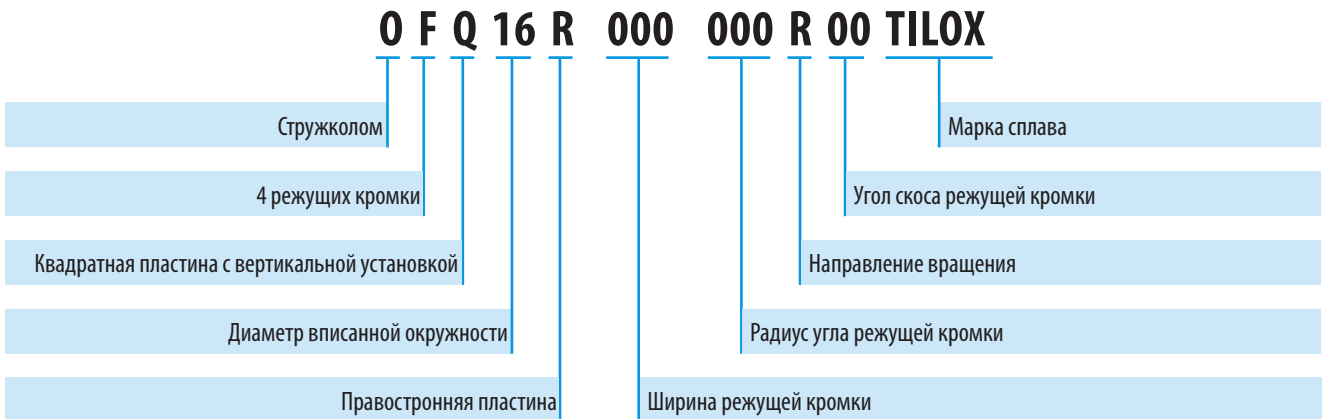 0 F Q 16 R 000 000 R 00 TILOX
Стружколом
Марка сплава
4 режущих кромки
Угол скоса режущей кромки
Квадратная пластина с вертикальной установкой
Направление вращения
Диаметр вписанной окружности
Радиус угла режущей кромки
Правостронняя пластина
Ширина режущей кромки